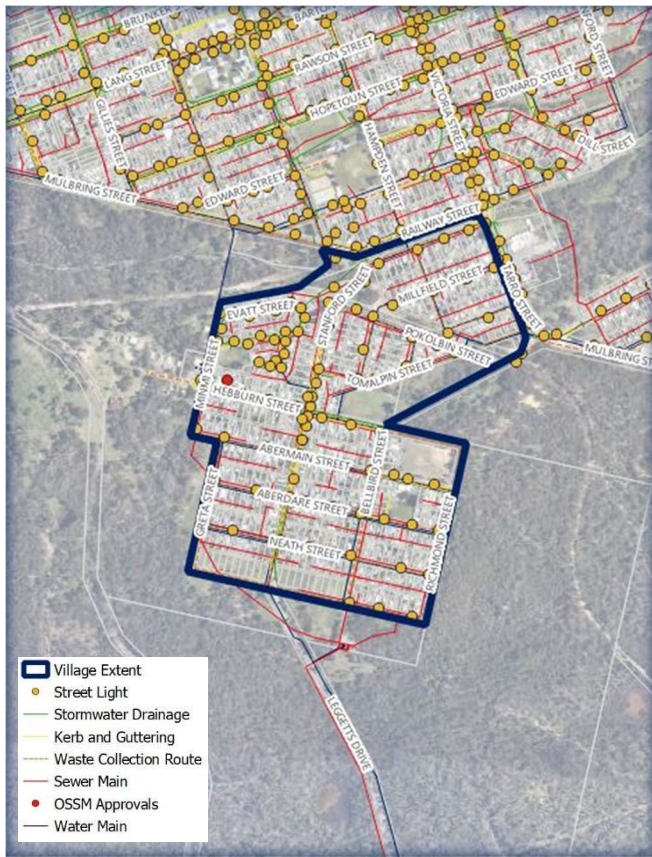 BRUNKER
BARTO
LANG STREET
RAWSON STREET
GILLIES STREET
HOPETOUN STREET
VICTORIA STREET
EDWARD STREET
HAMPDEN STREET
DILL STREET
EDWARD STREET
MULBRING STREET
RAILWAY STREET
TARRO STREET
EVATT STREET
STANFORD STREET
MILLFIELD STREET
POKOLBIN STREET
MULBRING ST
TOMALPIN STREET
MINMI STREET
HEBBURN STREET
ABERMAIN STREET
BELLBIRD STREET
ABERDARE STREET
GRETA STREET
RICHMOND STREET
NEATH STREET
LEGGETTS DRIVE
Village Extent
Street Light
Stormwater Drainage
Kerb and Guttering
Waste Collection Route
Sewer Main
OSSM Approvals
Water Main